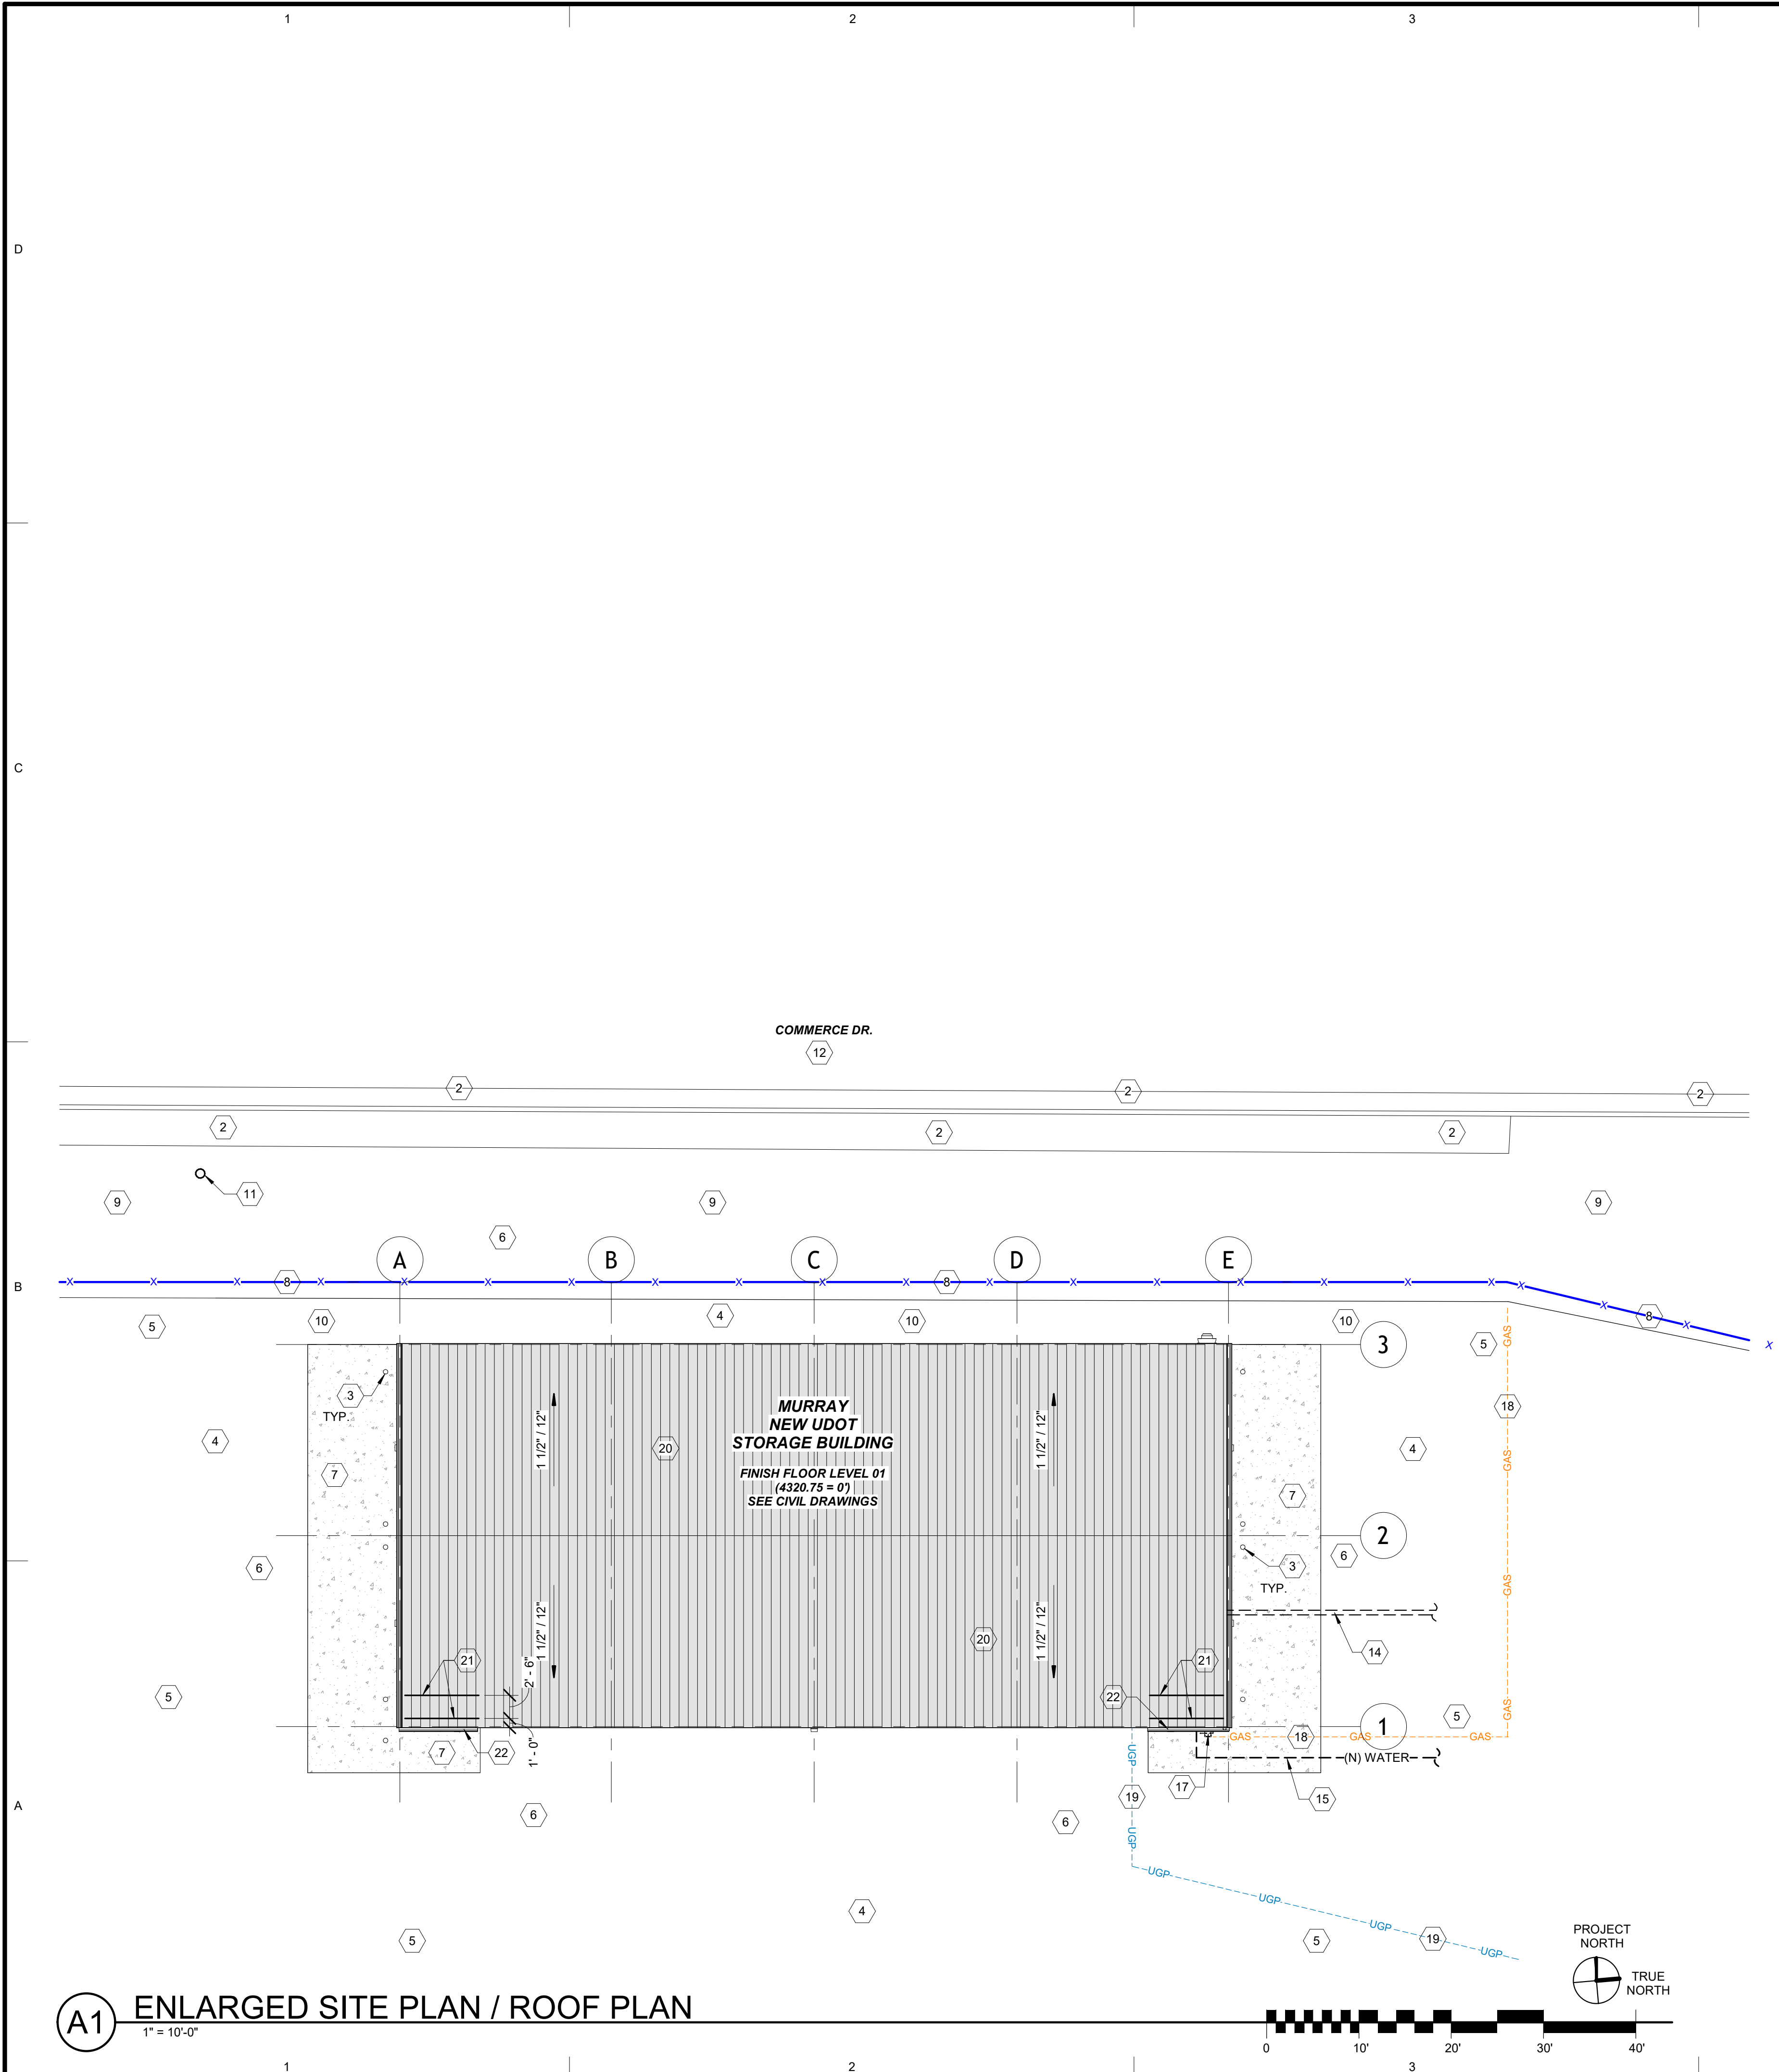 1
2
3
D
C
COMMERCE DR.
12
2
2
2
2
2
2
11
9
9
9
6
A
B
C
D
E
B
X X X X X X X X X X X X X X X X X X X X X X
8
8
8
5
10
4
10
10
5
GAS
3
3
TYP.
MURRAY
NEW UDOT
STORAGE BUILDING
FINISH FLOOR LEVEL 01
(4320.75 = 0')
SEE CIVIL DRAWINGS
1 1/2" / 12"
1 1/2" / 12"
20
18
4
4
7
7
GAS
2
6
3
TYP.
6
GAS
1 1/2" / 12"
1 1/2" / 12"
20
14
21
21
2' - 6"
5
22
5
GAS
1
7
22
1' - 0"
UGP
GAS
18
GAS
GAS
(N) WATER
17
15
19
A
6
6
UGP
UGP
UGP
UGP
UGP
4
5
5
19
PROJECT
NORTH
TRUE
NORTH
A1
ENLARGED SITE PLAN / ROOF PLAN
1" = 10'-0"
0 10' 20' 30' 40'
1
2
3